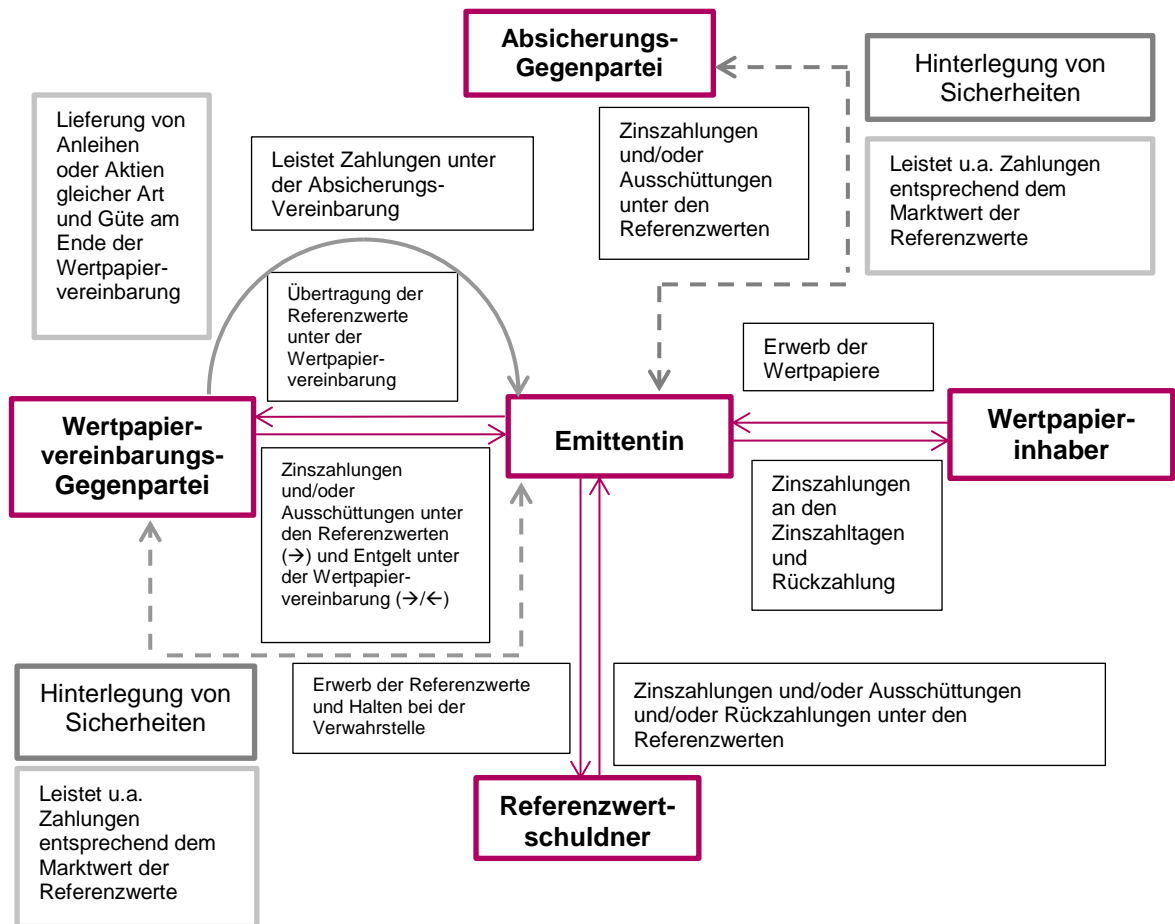 Absicherungs-
Gegenpartei
Hinterlegung von
Sicherheiten
Lieferung von
Anleihen
oder Aktien
gleicher Art
und Güte am
Ende der
Wertpapier-
vereinbarung
Leistet Zahlungen unter
der Absicherungs-
Vereinbarung
Zinszahlungen
und/oder
Ausschüttungen
unter den
Referenzwerten
Leistet u.a. Zahlungen
entsprechend dem
Marktwert der
Referenzwerte
Übertragung der
Referenzwerte
unter der
Wertpapier-
vereinbarung
Erwerb der
Wertpapiere
Wertpapier-
vereinbarungs-
Gegenpartei
Emittentin
Wertpapier-
inhaber
Zinszahlungen
und/oder
Ausschüttungen unter
den Referenzwerten
(→) und Entgelt unter
der Wertpapier-
vereinbarung (→/←)
Zinszahlungen
an den
Zinszahltagen
und
Rückzahlung
Hinterlegung von
Sicherheiten
Erwerb der Referenzwerte
und Halten bei der
Verwahrstelle
Zinszahlungen und/oder Ausschüttungen
und/oder Rückzahlungen unter den
Referenzwerten
Leistet u.a.
Zahlungen
entsprechend dem
Marktwert der
Referenzwerte
Referenzwert-
schuldner